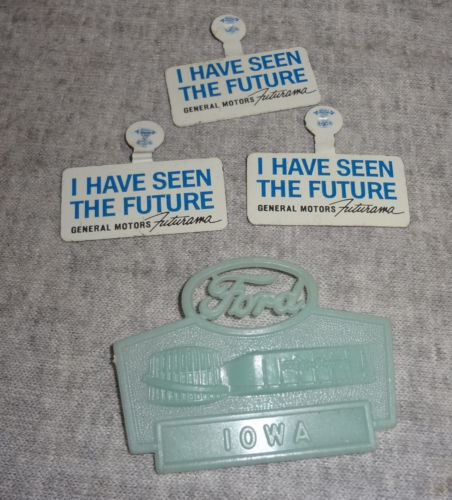 I HAVE SEEN
THE FUTURE
GENERAL MOTORS Futurama
I HAVE SEEN
THE FUTURE
GENERAL MOTORS Futurama
I HAVE SEEN
THE FUTURE
GENERAL MOTORS Futurama
Ford
IOWA